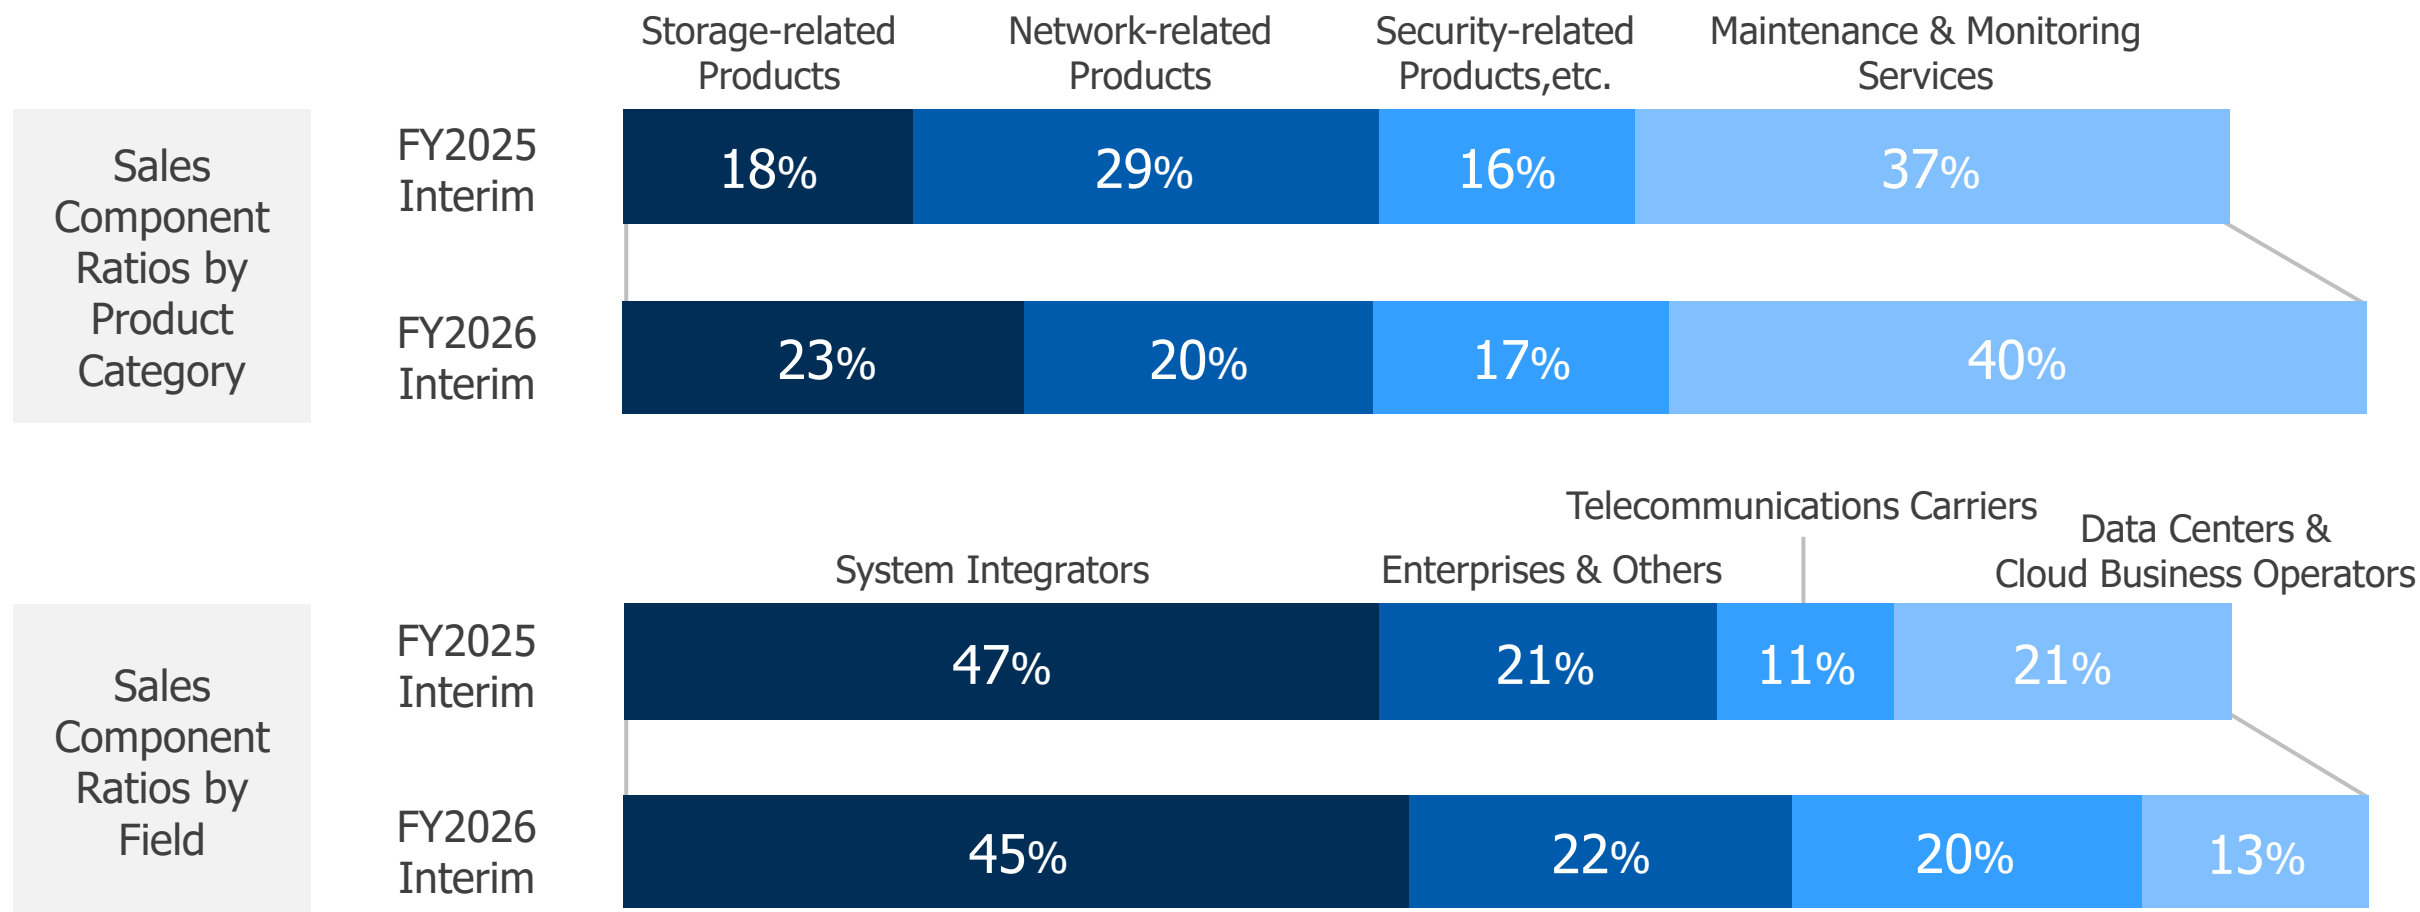 Storage-related
Products
Network-related
Products
Security-related
Products,etc.
Maintenance & Monitoring
Services
Sales
Component
Ratios by
Product
Category
FY2025
Interim
18%
29%
16%
37%
FY2026
Interim
23%
20%
17%
40%
System Integrators
Enterprises & Others
Telecommunications Carriers
Data Centers &
Cloud Business Operators
Sales
Component
Ratios by
Field
FY2025
Interim
47%
21%
11%
21%
FY2026
Interim
45%
22%
20%
13%